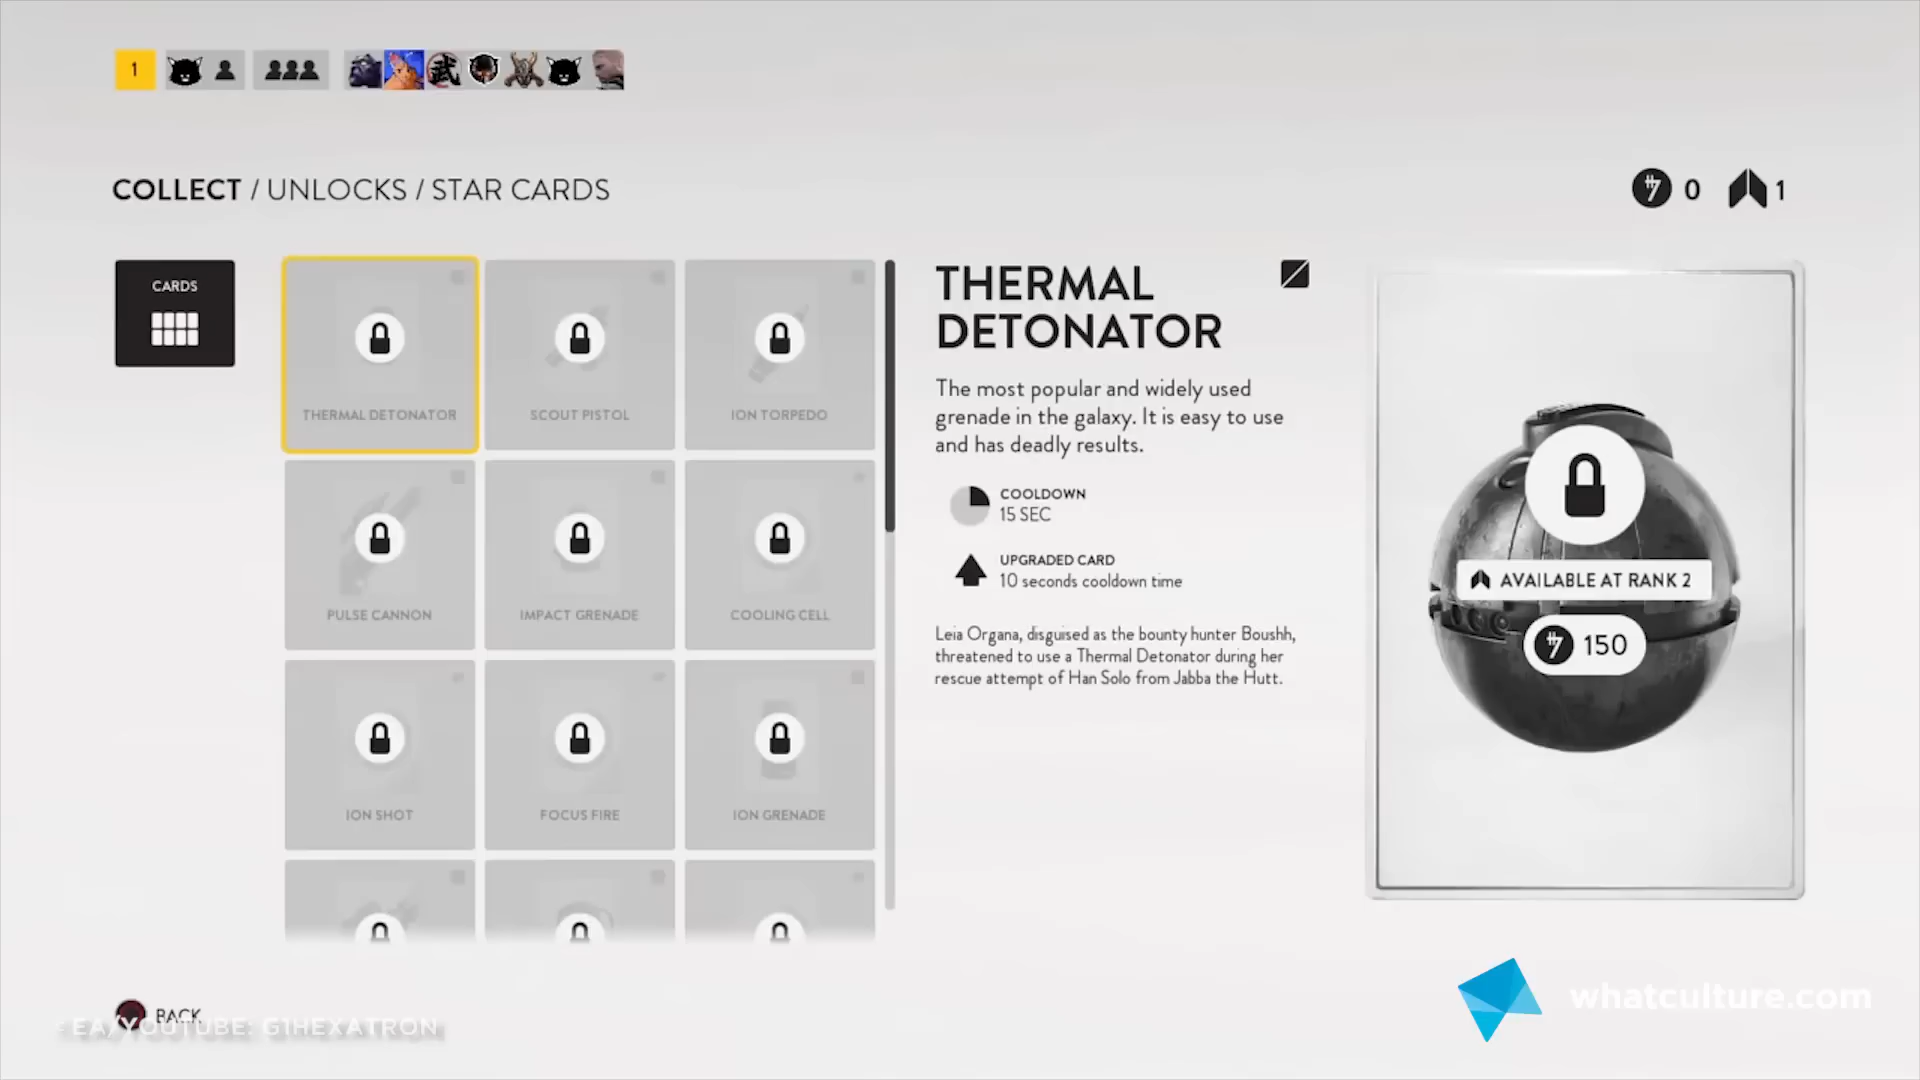 1
武
COLLECT / UNLOCKS / STAR CARDS
0
1
CARDS
THERMAL DETONATOR
SCOUT PISTOL
ION TORPEDO
PULSE CANNON
IMPACT GRENADE
COOLING CELL
ION SHOT
FOCUS FIRE
ION GRENADE
THERMAL
DETONATOR
The most popular and widely used
grenade in the galaxy. It is easy to use
and has deadly results.
COOLDOWN
15 SEC
UPGRADED CARD
10 seconds cooldown time
Leia Organa, disguised as the bounty hunter Boushh,
threatened to use a Thermal Detonator during her
rescue attempt of Han Solo from Jabba the Hutt.
AVAILABLE AT RANK 2
150
BACK
EA/YOUTUBE: G1HEXATRON
whatculture.com